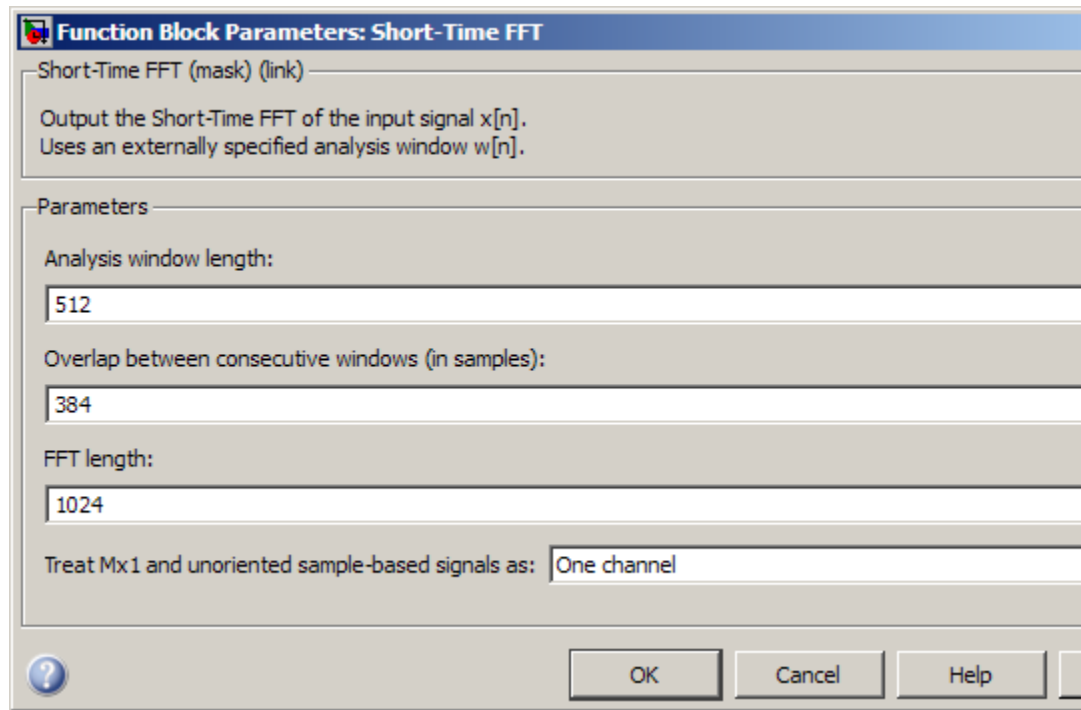 Function Block Parameters: Short-Time FFT
Short-Time FFT (mask) (link)
Output the Short-Time FFT of the input signal x[n].
Uses an externally specified analysis window w[n].
Parameters
Analysis window length:
512
Overlap between consecutive windows (in samples):
384
FFT length:
1024
Treat Mx1 and unoriented sample-based signals as: One channel
? OK Cancel Help